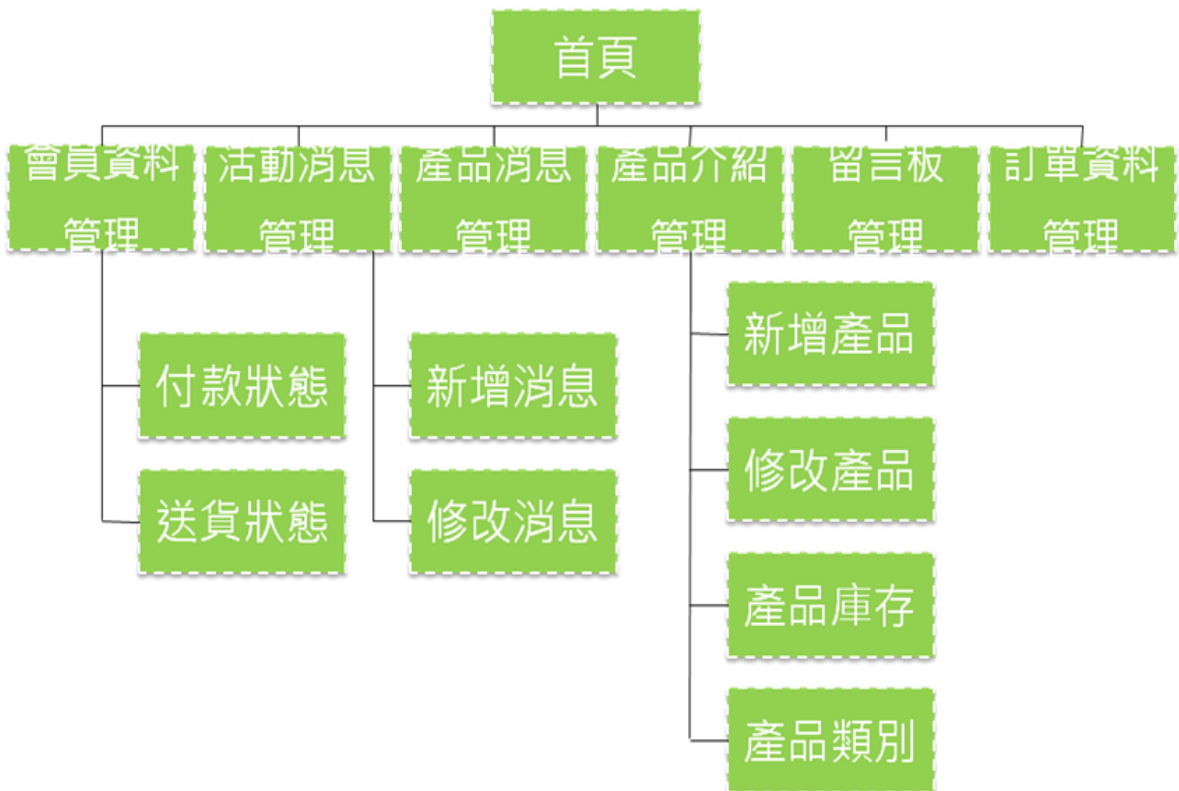 首頁
會員資料
管理
活動消息
管理
產品消息
管理
產品介紹
管理
留言板
管理
訂單資料
管理
付款狀態
送貨狀態
新增消息
修改消息
新增產品
修改產品
產品庫存
產品類別